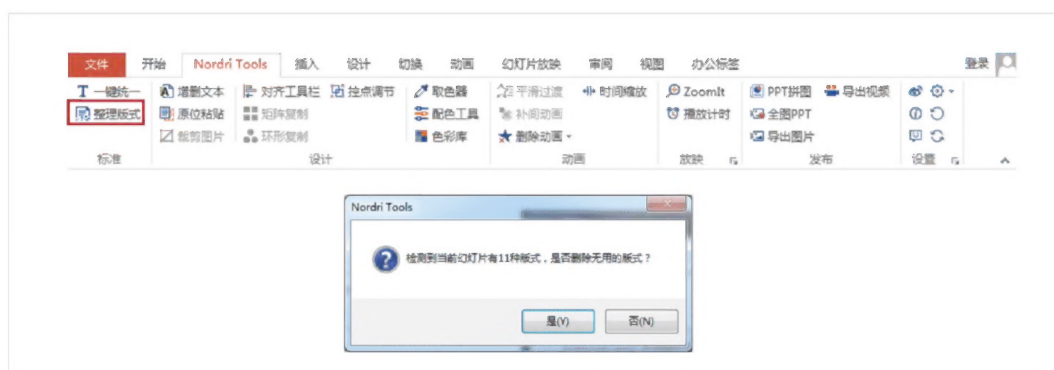 文件 开始 Nordri Tools 插入 设计 切换 动画 幻灯片放映 审阅 视图 办公标签 登录
一键统一 增删文本 对齐工具栏 控点调节 取色器 平滑过渡 时间缩放 ZoomIt PPT拼图 导出视频
整理版式 原位粘贴 矩阵复制 配色工具 补间动画 播放计时 全图PPT
裁剪图片 环形复制 色彩库 删除动画 导出图片
标准 设计 动画 放映 发布 设置
Nordri Tools
检测到当前幻灯片有11种版式，是否删除无用的版式？
是(Y) 否(N)